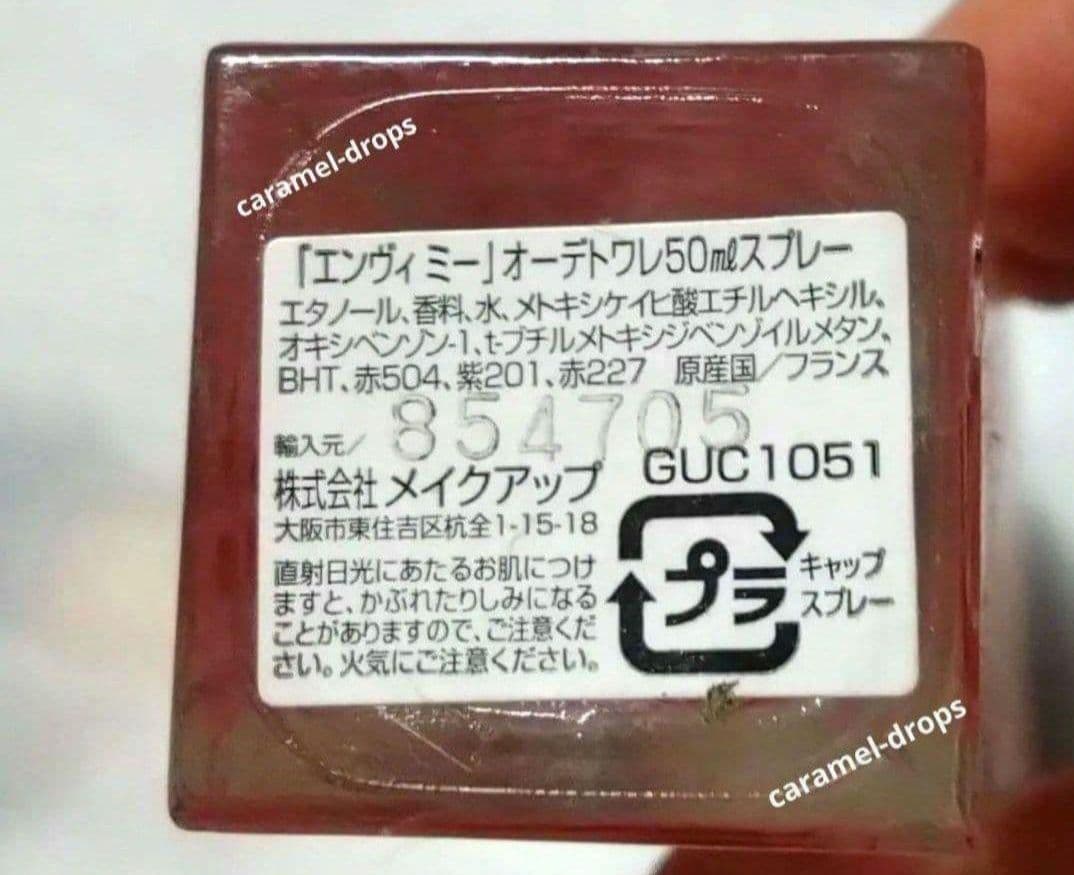 caramel-drops
「エンヴィ ミー」オーデトワレ50㎖スプレー
エタノール、香料、水、メトキシケイヒ酸エチルヘキシル、
オキシベンゾン-1、t-ブチルメトキシジベンゾイルメタン、
BHT、赤504、紫201、赤227 原産国／フランス
854705
輸入元／
GUC1051
株式会社 メイクアップ
大阪市東住吉区杭全1-15-18
直射日光にあたるお肌につけ
ますと、かぶれたりしみになる
ことがありますので、ご注意くだ
さい。火気にご注意ください。
プラ
キャップ
スプレー
caramel-drops